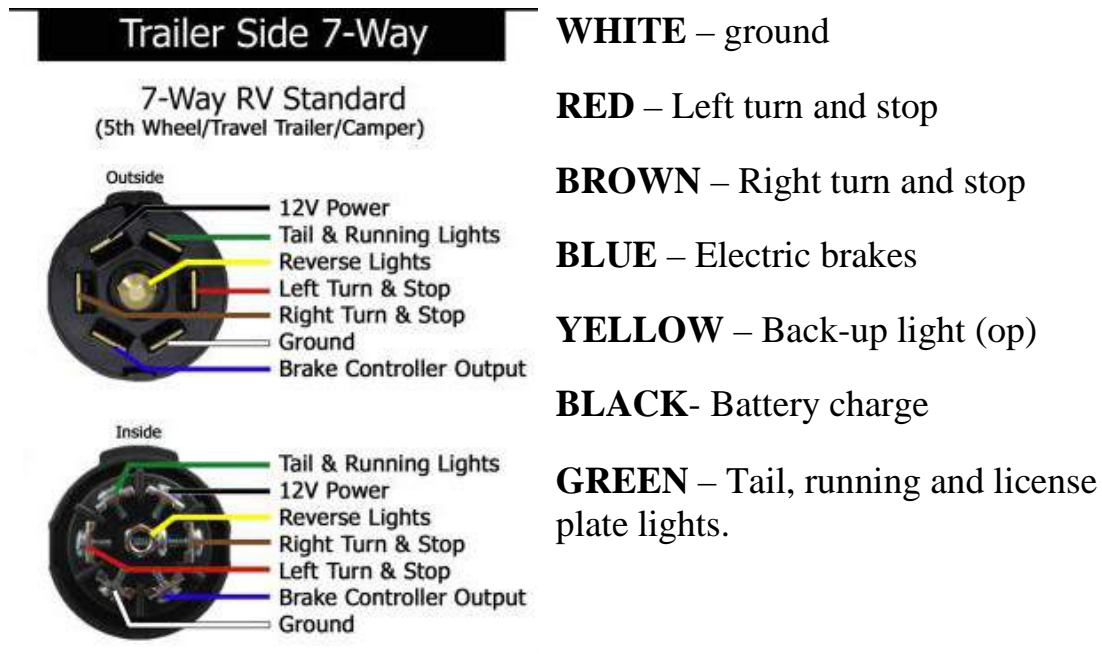 Trailer Side 7-Way
7-Way RV Standard
(5th Wheel/Travel Trailer/Camper)
Outside
12V Power
Tail & Running Lights
Reverse Lights
Left Turn & Stop
Right Turn & Stop
Ground
Brake Controller Output
Inside
Tail & Running Lights
12V Power
Reverse Lights
Right Turn & Stop
Left Turn & Stop
Brake Controller Output
Ground
WHITE – ground
RED – Left turn and stop
BROWN – Right turn and stop
BLUE – Electric brakes
YELLOW – Back-up light (op)
BLACK- Battery charge
GREEN – Tail, running and license
plate lights.